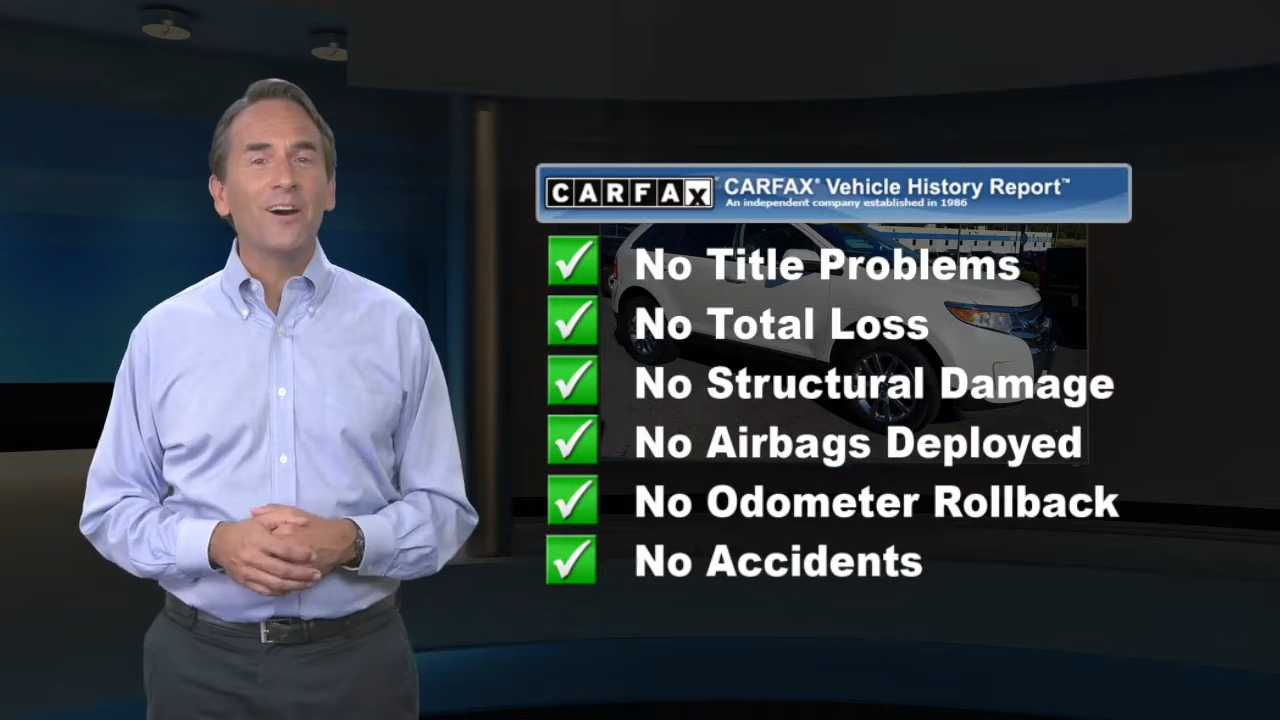 CARFAX CARFAX® Vehicle History Report™
An independent company established in 1986
No Title Problems
No Total Loss
No Structural Damage
No Airbags Deployed
No Odometer Rollback
No Accidents